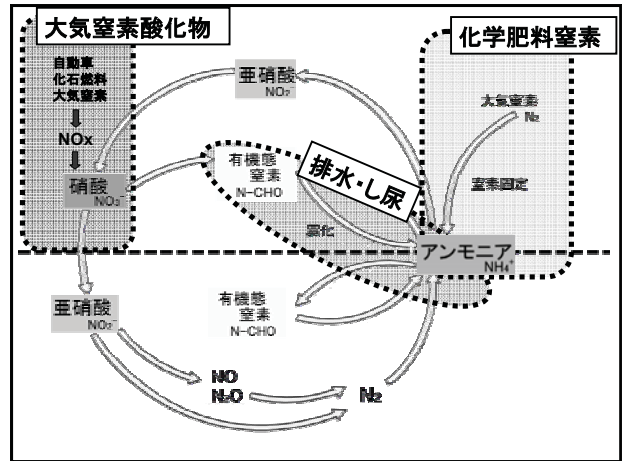 大気窒素酸化物
化学肥料窒素
自動車
化石燃料
大気窒素
NOx
硝酸
NO₃⁻
亜硝酸
NO₂⁻
大気窒素
N₂
有機態
窒素
N-CHO
排水・し尿
窒素固定
アンモニア
NH₄⁺
亜硝酸
NO₂⁻
有機態
窒素
N-CHO
NO
N₂O
N₂